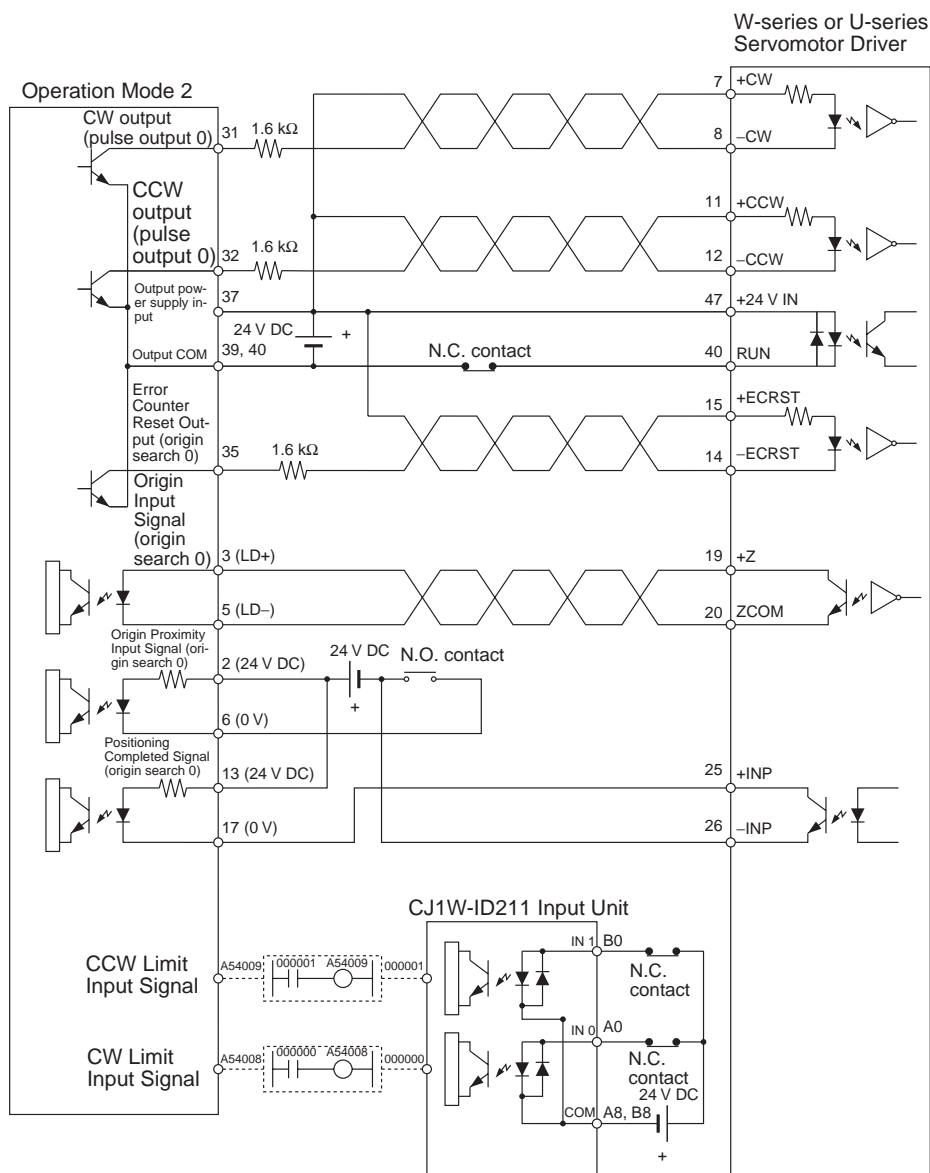 W-series or U-series
Servomotor Driver
Operation Mode 2
CW output
(pulse output 0)
31
1.6 kΩ
7
+CW
8
−CW
CCW
output
(pulse
output 0)
32
1.6 kΩ
11
+CCW
12
−CCW
Output pow-
er supply in-
put
37
24 V DC
+
47
+24 V IN
Output COM
39, 40
N.C. contact
40
RUN
Error
Counter
Reset Out-
put (origin
search 0)
35
1.6 kΩ
15
+ECRST
14
−ECRST
Origin
Input
Signal
(origin
search 0)
3 (LD+)
19
+Z
5 (LD−)
20
ZCOM
Origin Proximity
Input Signal (ori-
gin search 0)
2 (24 V DC)
24 V DC
+
N.O. contact
6 (0 V)
Positioning
Completed Signal
(origin search 0)
13 (24 V DC)
25
+INP
17 (0 V)
26
−INP
CJ1W-ID211 Input Unit
CCW Limit
Input Signal
A54009
000001
A54009
000001
IN 1
B0
N.C.
contact
CW Limit
Input Signal
A54008
000000
A54008
000000
IN 0
A0
N.C.
contact
24 V DC
COM
A8, B8
+